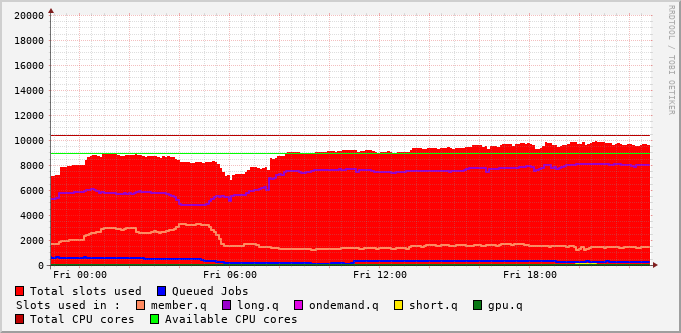 20000
18000
16000
14000
12000
10000
8000
6000
4000
2000
0
Fri 00:00 Fri 06:00 Fri 12:00 Fri 18:00
Total slots used Queued Jobs
Slots used in : member.q long.q ondemand.q short.q gpu.q
Total CPU cores Available CPU cores
RRDTOOL / TOBI OETIKER